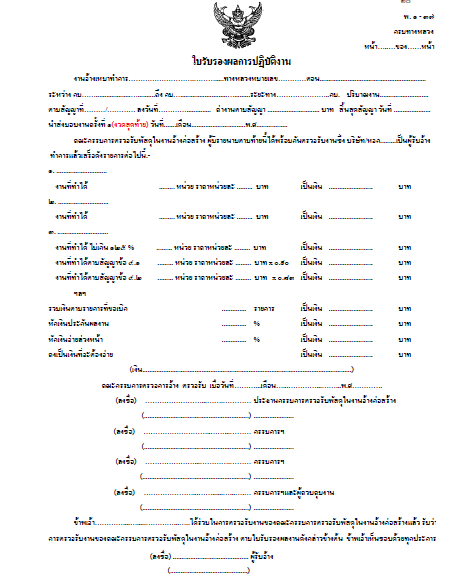 พ. ๑ - ๓๗
กรมทางหลวง
หน้า........ของ.......หน้า
ใบรับรองผลการปฏิบัติงาน
งานจ้างเหมาทำการ.......................................ทางหลวงหมายเลข............ตอน.............................................
ระหว่าง กม...............................ถึง กม................................ระยะทาง.........................กม. ปริมาณงาน......................
ตามสัญญาที่............/.............. ลงวันที่........................ ค่างานตามสัญญา ........................ บาท สิ้นสุดสัญญา วันที่ .................
นำส่งมอบงานครั้งที่ ๑(งวดสุดท้าย) วันที่......เดือน........................พ.ศ..............
คณะกรรมการตรวจรับพัสดุในงานจ้างก่อสร้าง ผู้มีรายนามตามท้ายนี้ได้พร้อมกันตรวจรับงานซึ่ง บริษัท/หจก.........เป็นผู้รับจ้าง
ทำการแล้วเสร็จดังรายการต่อไปนี้.-
๑. .......................
งานที่ทำได้ ........ หน่วย ราคาหน่วยละ ........ บาท เป็นเงิน .................... บาท
๒. .......................
งานที่ทำได้ ........ หน่วย ราคาหน่วยละ ........ บาท เป็นเงิน .................... บาท
๓. .......................
งานที่ทำได้ ไม่เกิน ๑๒๕ % ........ หน่วย ราคาหน่วยละ ........ บาท เป็นเงิน .................... บาท
งานที่ทำได้ตามสัญญาข้อ ๙.๑ ........ หน่วย ราคาหน่วยละ ........ บาท x ๐.๙๐ เป็นเงิน .................... บาท
งานที่ทำได้ตามสัญญาข้อ ๙.๒ ........ หน่วย ราคาหน่วยละ ........ บาท x ๐.๘๓ เป็นเงิน .................... บาท
ฯลฯ
รวมเงินตามรายการที่ขอเบิก ........... รายการ เป็นเงิน .................... บาท
หักเงินประกันผลงาน ........... % เป็นเงิน .................... บาท
หักเงินจ่ายล่วงหน้า ........... % เป็นเงิน .................... บาท
คงเป็นเงินที่จะต้องจ่าย เป็นเงิน .................... บาท
(เงิน............................................................................................)
คณะกรรมการตรวจการจ้าง ตรวจรับ เมื่อวันที่............เดือน............................พ.ศ..............
(ลงชื่อ) ................................................ ประธานกรรมการตรวจรับพัสดุในงานจ้างก่อสร้าง
(................................................) ....................
(ลงชื่อ) ................................................ กรรมการฯ
(................................................) ....................
(ลงชื่อ) ................................................ กรรมการฯ
(................................................) ....................
(ลงชื่อ) ................................................ กรรมการฯและผู้ควบคุมงาน
(................................................) ....................
ข้าพเจ้า..........................................ได้ร่วมในการตรวจรับงานของคณะกรรมการตรวจรับพัสดุในงานจ้างก่อสร้างแล้ว รับว่า
การตรวจรับงานของคณะกรรมการตรวจรับพัสดุในงานจ้างก่อสร้าง ตามใบรับรองผลงานดังกล่าวข้างต้น ข้าพเจ้าเห็นชอบด้วยทุกประการ
(ลงชื่อ) ................................... ผู้รับจ้าง
(...................................)